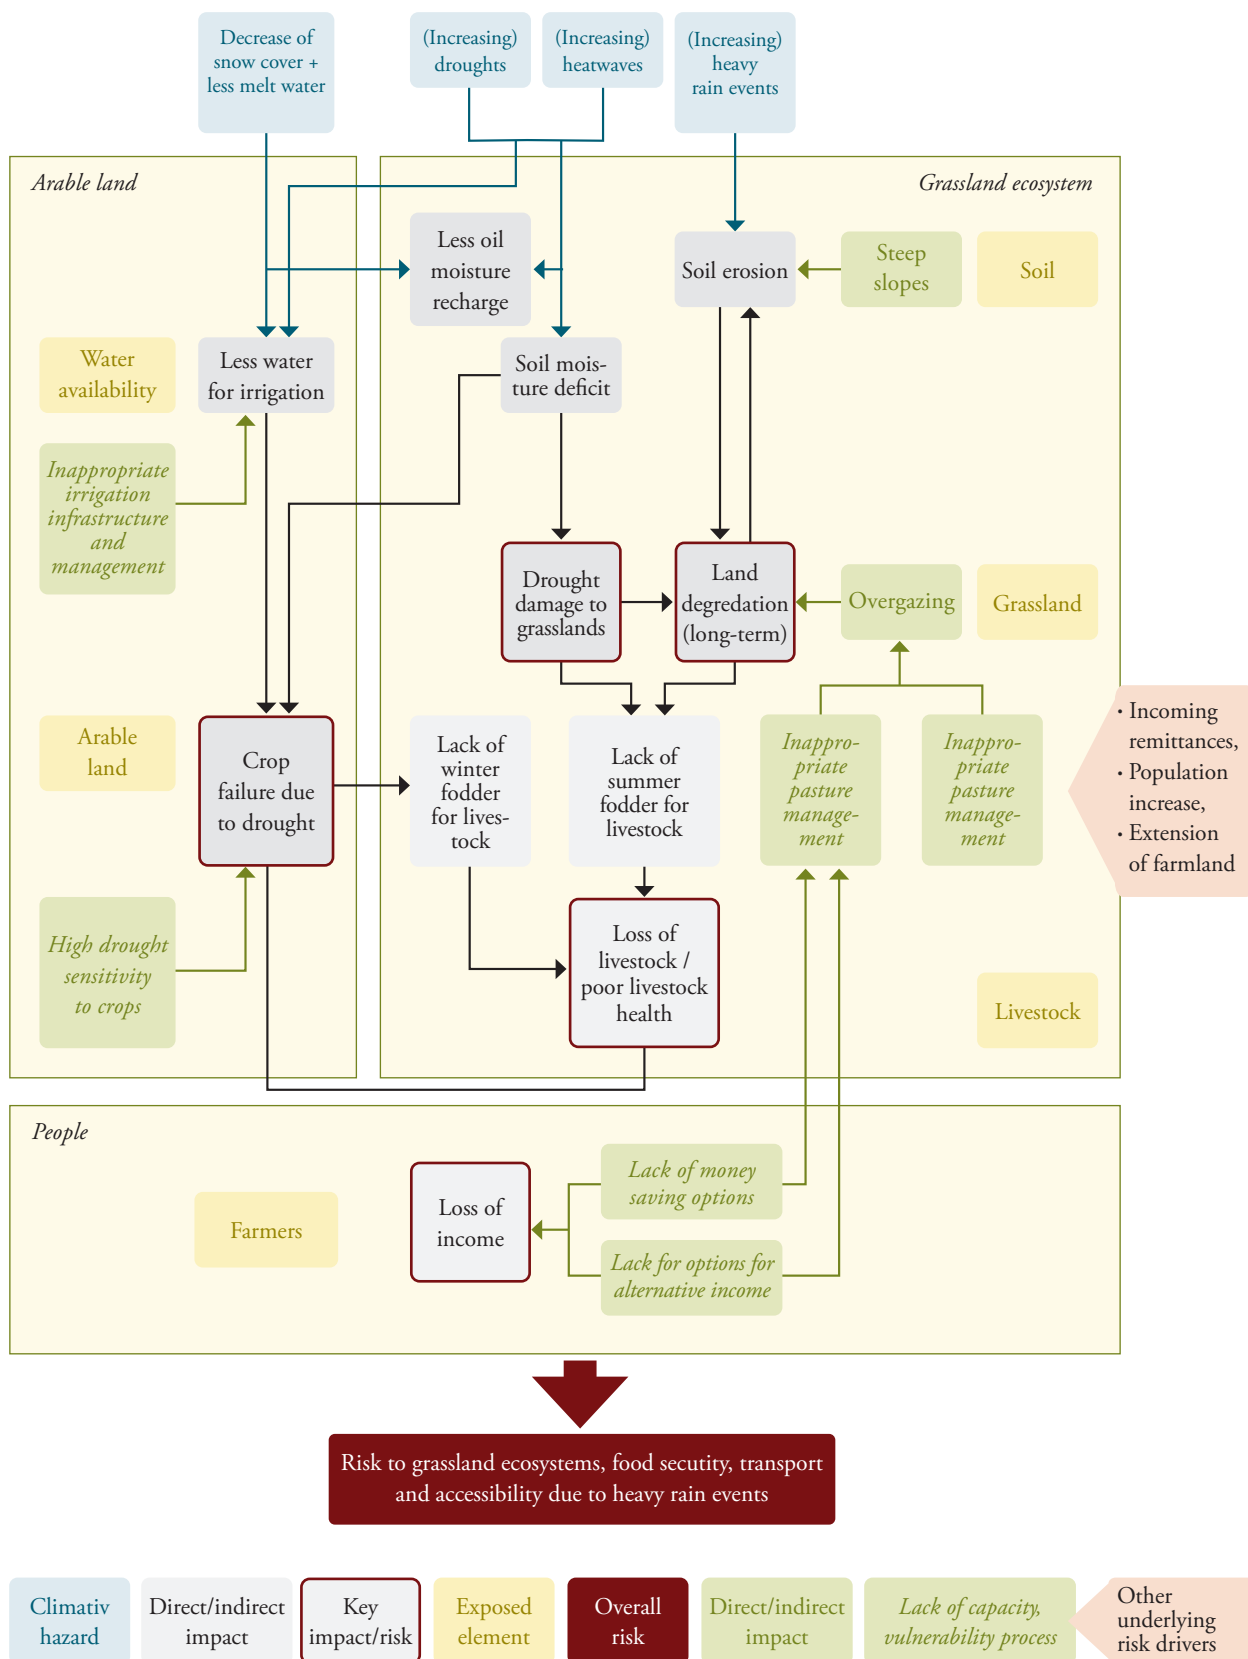 Decrease of
snow cover +
less melt water
(Increasing)
droughts
(Increasing)
heatwaves
(Increasing)
heavy
rain events
Arable land
Grassland ecosystem
Less oil
moisture
recharge
Soil erosion
Steep
slopes
Soil
Water
availability
Less water
for irrigation
Soil mois-
ture deficit
Inappropriate
irrigation
infrastructure
and
management
Drought
damage to
grasslands
Land
degredation
(long-term)
Overgazing
Grassland
Arable
land
Crop
failure due
to drought
Lack of
winter
fodder
for lives-
tock
Lack of
summer
fodder for
livestock
Inappro-
priate
pasture
manage-
ment
Inappro-
priate
pasture
manage-
ment
· Incoming
remittances,
· Population
increase,
· Extension
of farmland
High drought
sensitivity
to crops
Loss of
livestock /
poor livestock
health
Livestock
People
Farmers
Loss of
income
Lack of money
saving options
Lack for options for
alternative income
Risk to grassland ecosystems, food secutity, transport
and accessibility due to heavy rain events
Climativ
hazard
Direct/indirect
impact
Key
impact/risk
Exposed
element
Overall
risk
Direct/indirect
impact
Lack of capacity,
vulnerability process
Other
underlying
risk drivers